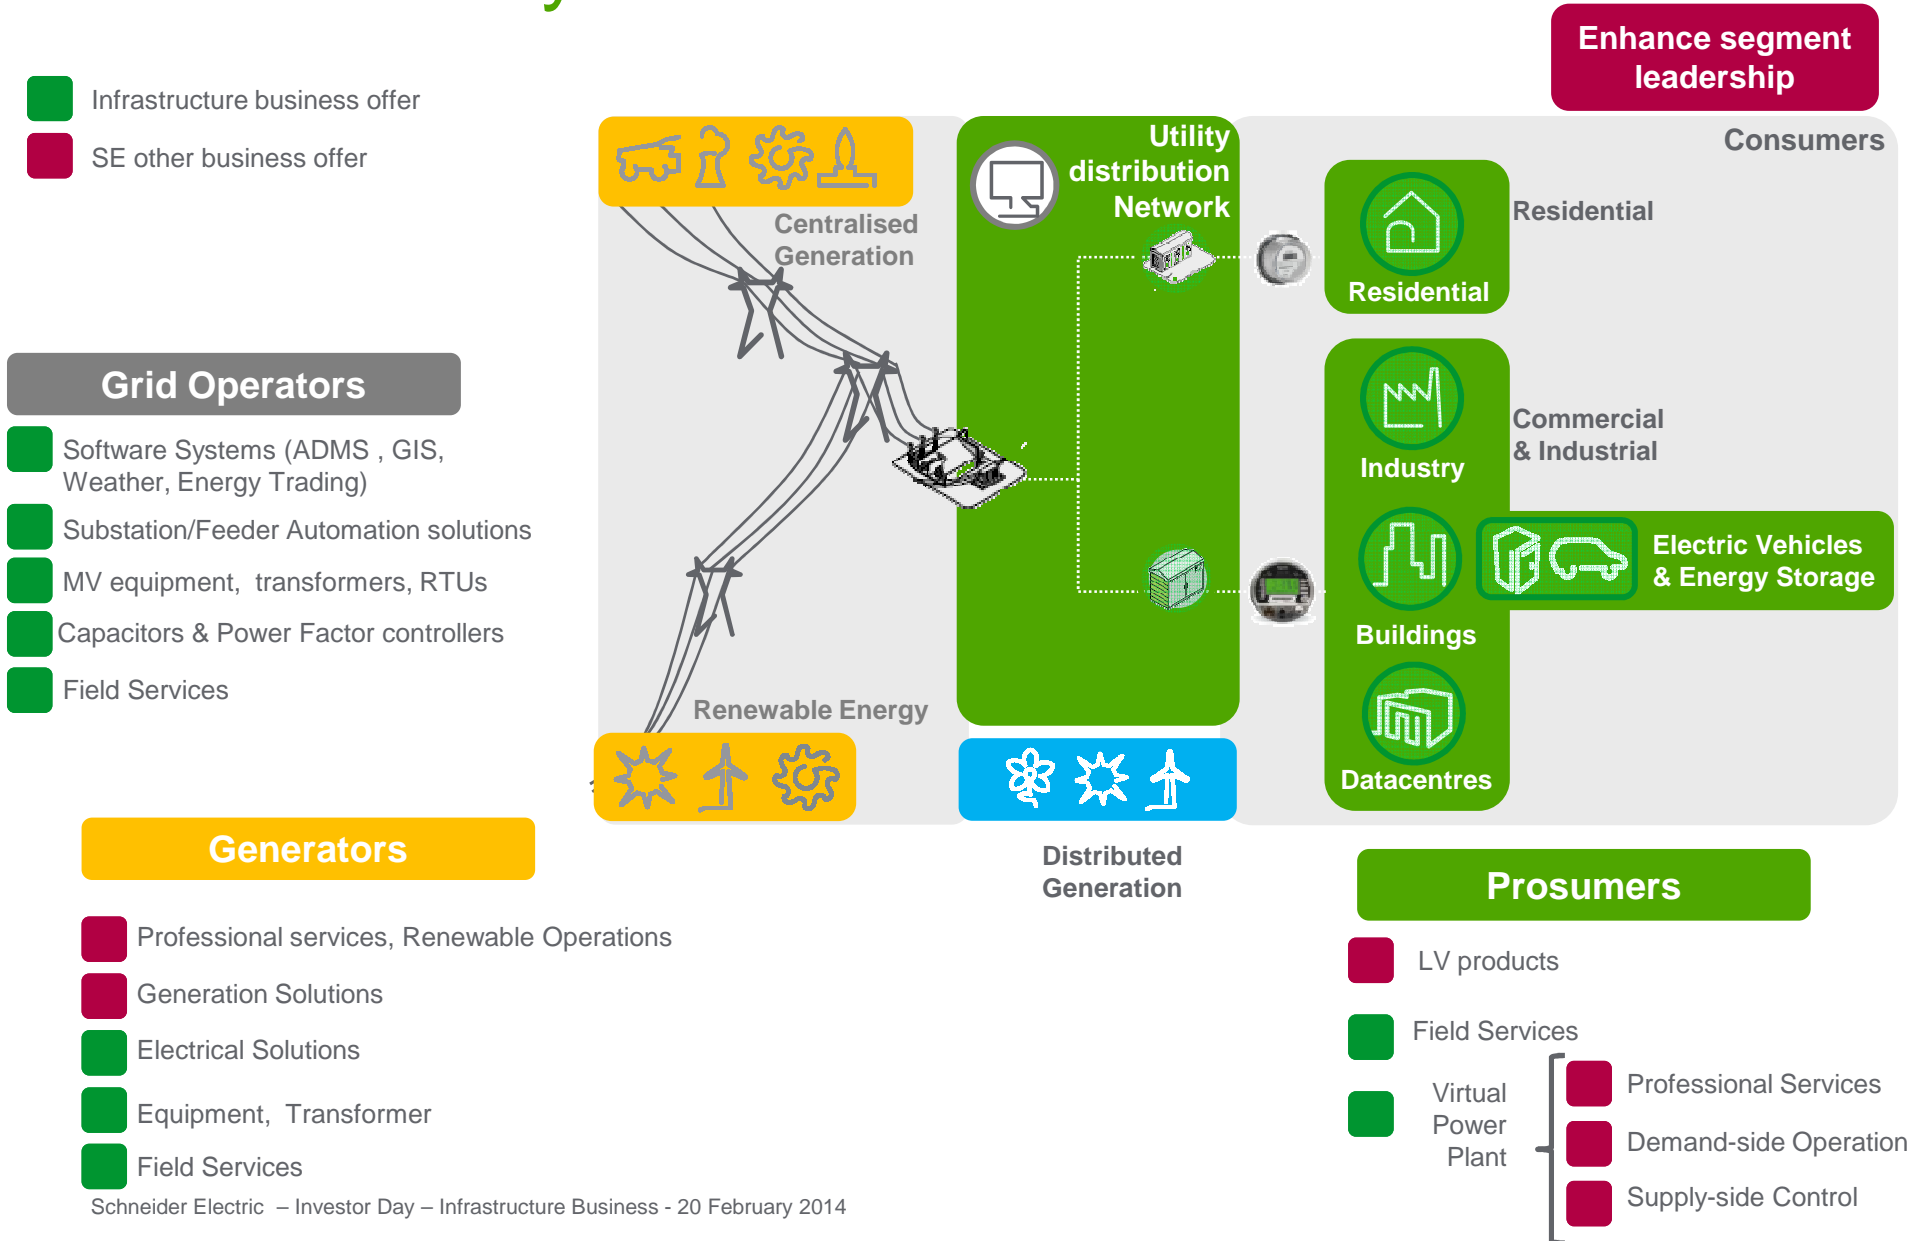 Enhance segment
leadership
Infrastructure business offer
SE other business offer
Utility
distribution
Network
Consumers
Centralised
Generation
Residential
Residential
Grid Operators
Software Systems (ADMS , GIS,
Weather, Energy Trading)
Substation/Feeder Automation solutions
MV equipment, transformers, RTUs
Capacitors & Power Factor controllers
Field Services
Commercial
& Industrial
Industry
Electric Vehicles
& Energy Storage
Buildings
Renewable Energy
Datacentres
Generators
Distributed
Generation
Prosumers
Professional services, Renewable Operations
Generation Solutions
Electrical Solutions
Equipment, Transformer
Field Services
LV products
Field Services
Virtual
Power
Plant
Professional Services
Demand-side Operation
Supply-side Control
Schneider Electric – Investor Day – Infrastructure Business - 20 February 2014